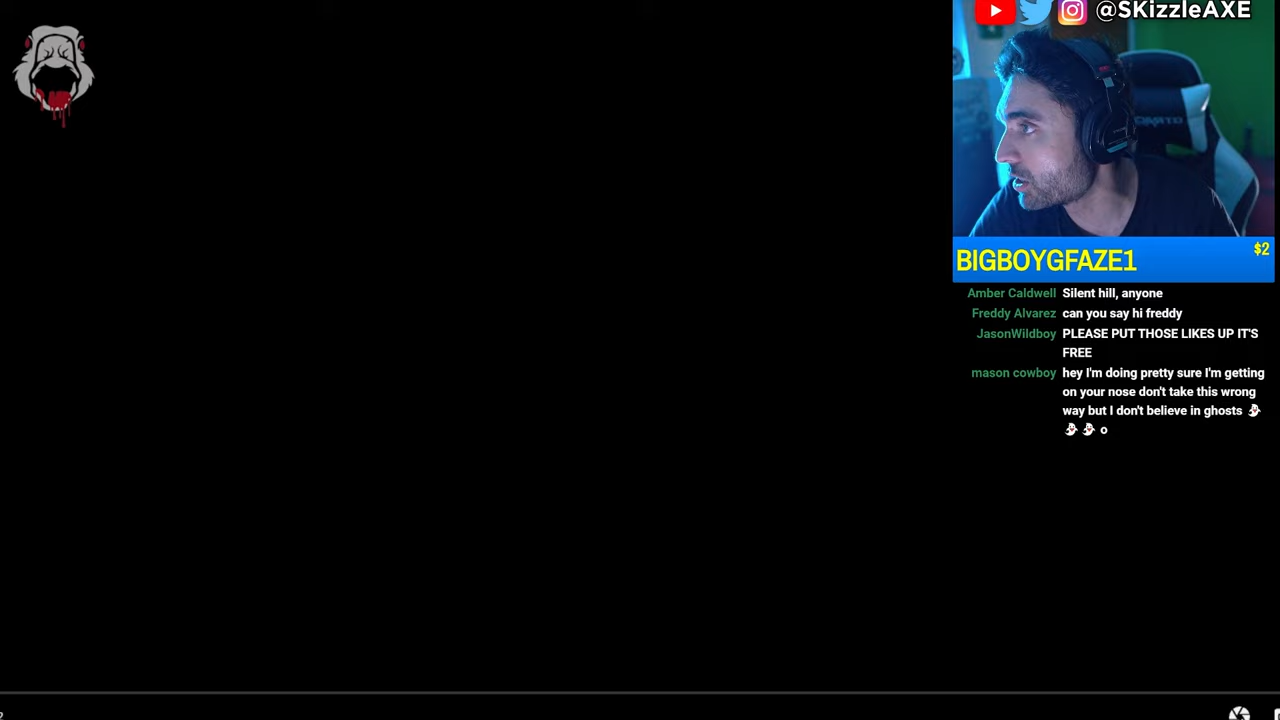 @SKizzleAXE
BIGBOYGFAZE1 $2
Amber Caldwell Silent hill, anyone
Freddy Alvarez can you say hi freddy
JasonWildboy PLEASE PUT THOSE LIKES UP IT'S
FREE
mason cowboy hey I'm doing pretty sure I'm getting
on your nose don't take this wrong
way but I don't believe in ghosts 👻
👻 👻 o